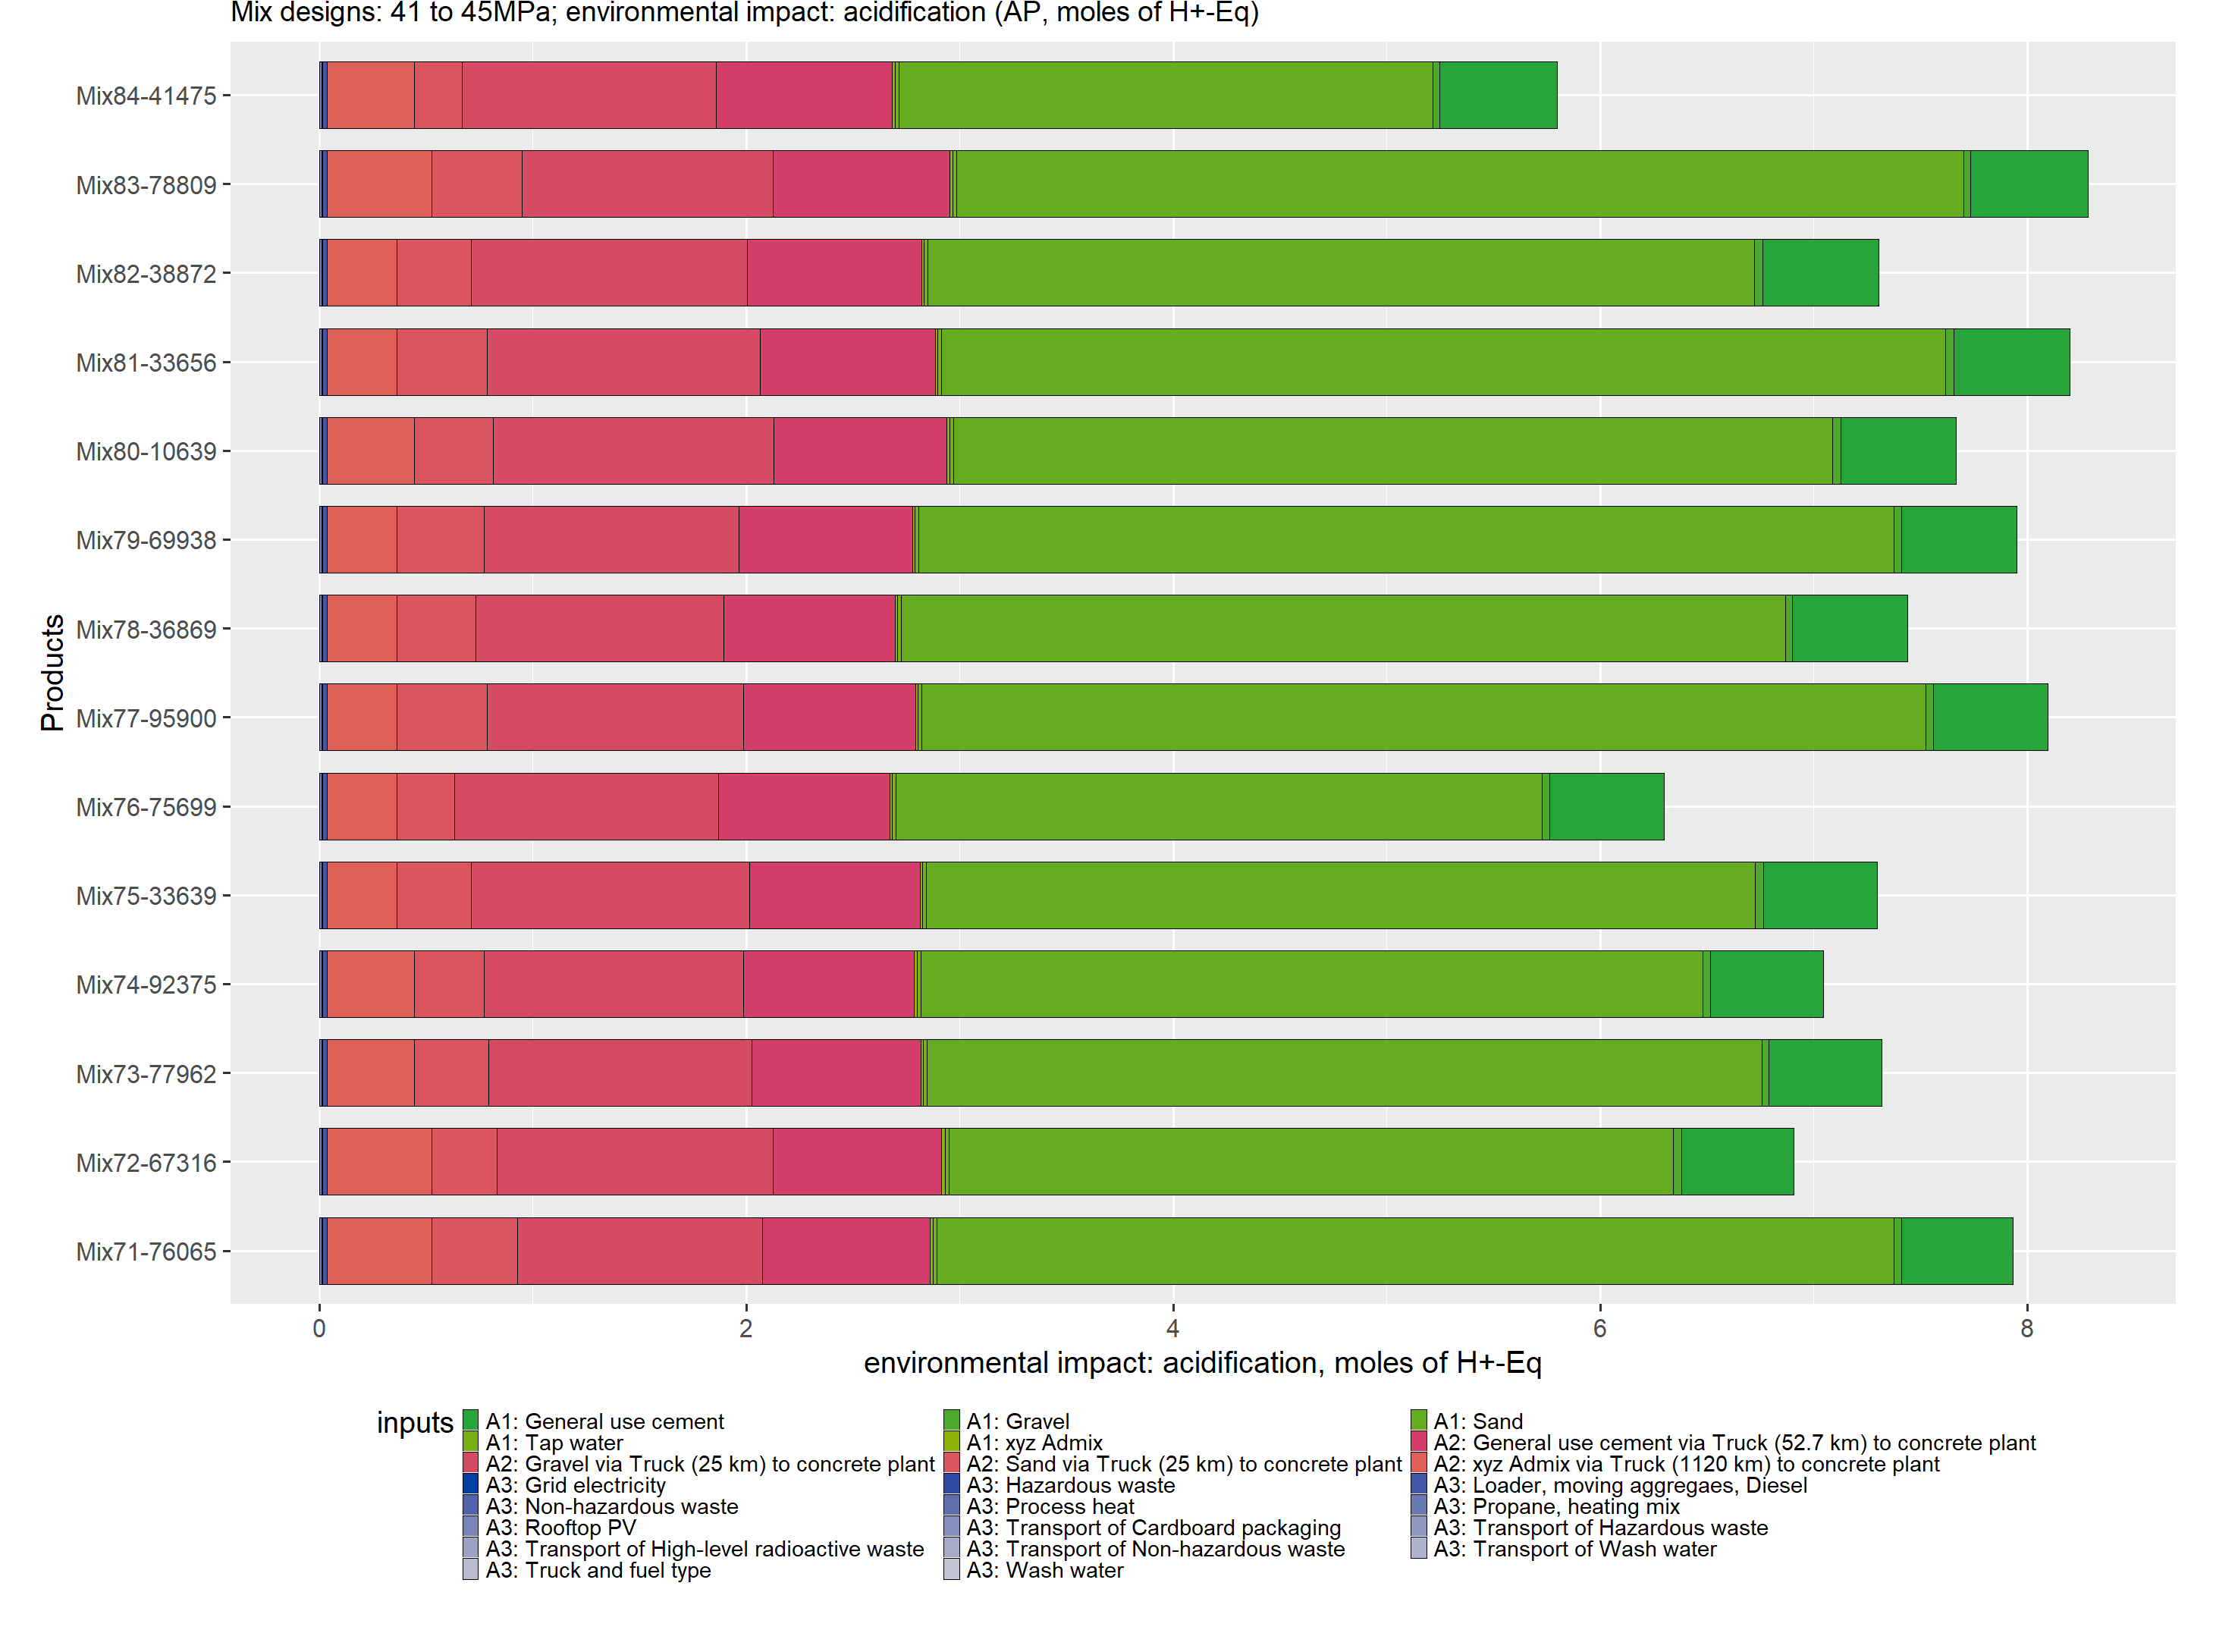 Mix designs: 41 to 45MPa; environmental impact: acidification (AP, moles of H+-Eq)
Products
Mix84-41475
Mix83-78809
Mix82-38872
Mix81-33656
Mix80-10639
Mix79-69938
Mix78-36869
Mix77-95900
Mix76-75699
Mix75-33639
Mix74-92375
Mix73-77962
Mix72-67316
Mix71-76065
0 2 4 6 8
environmental impact: acidification, moles of H+-Eq
inputs
A1: General use cement A1: Gravel A1: Sand
A1: Tap water A1: xyz Admix A2: General use cement via Truck (52.7 km) to concrete plant
A2: Gravel via Truck (25 km) to concrete plant A2: Sand via Truck (25 km) to concrete plant A2: xyz Admix via Truck (1120 km) to concrete plant
A3: Grid electricity A3: Hazardous waste A3: Loader, moving aggregaes, Diesel
A3: Non-hazardous waste A3: Process heat A3: Propane, heating mix
A3: Rooftop PV A3: Transport of Cardboard packaging A3: Transport of Hazardous waste
A3: Transport of High-level radioactive waste A3: Transport of Non-hazardous waste A3: Transport of Wash water
A3: Truck and fuel type A3: Wash water